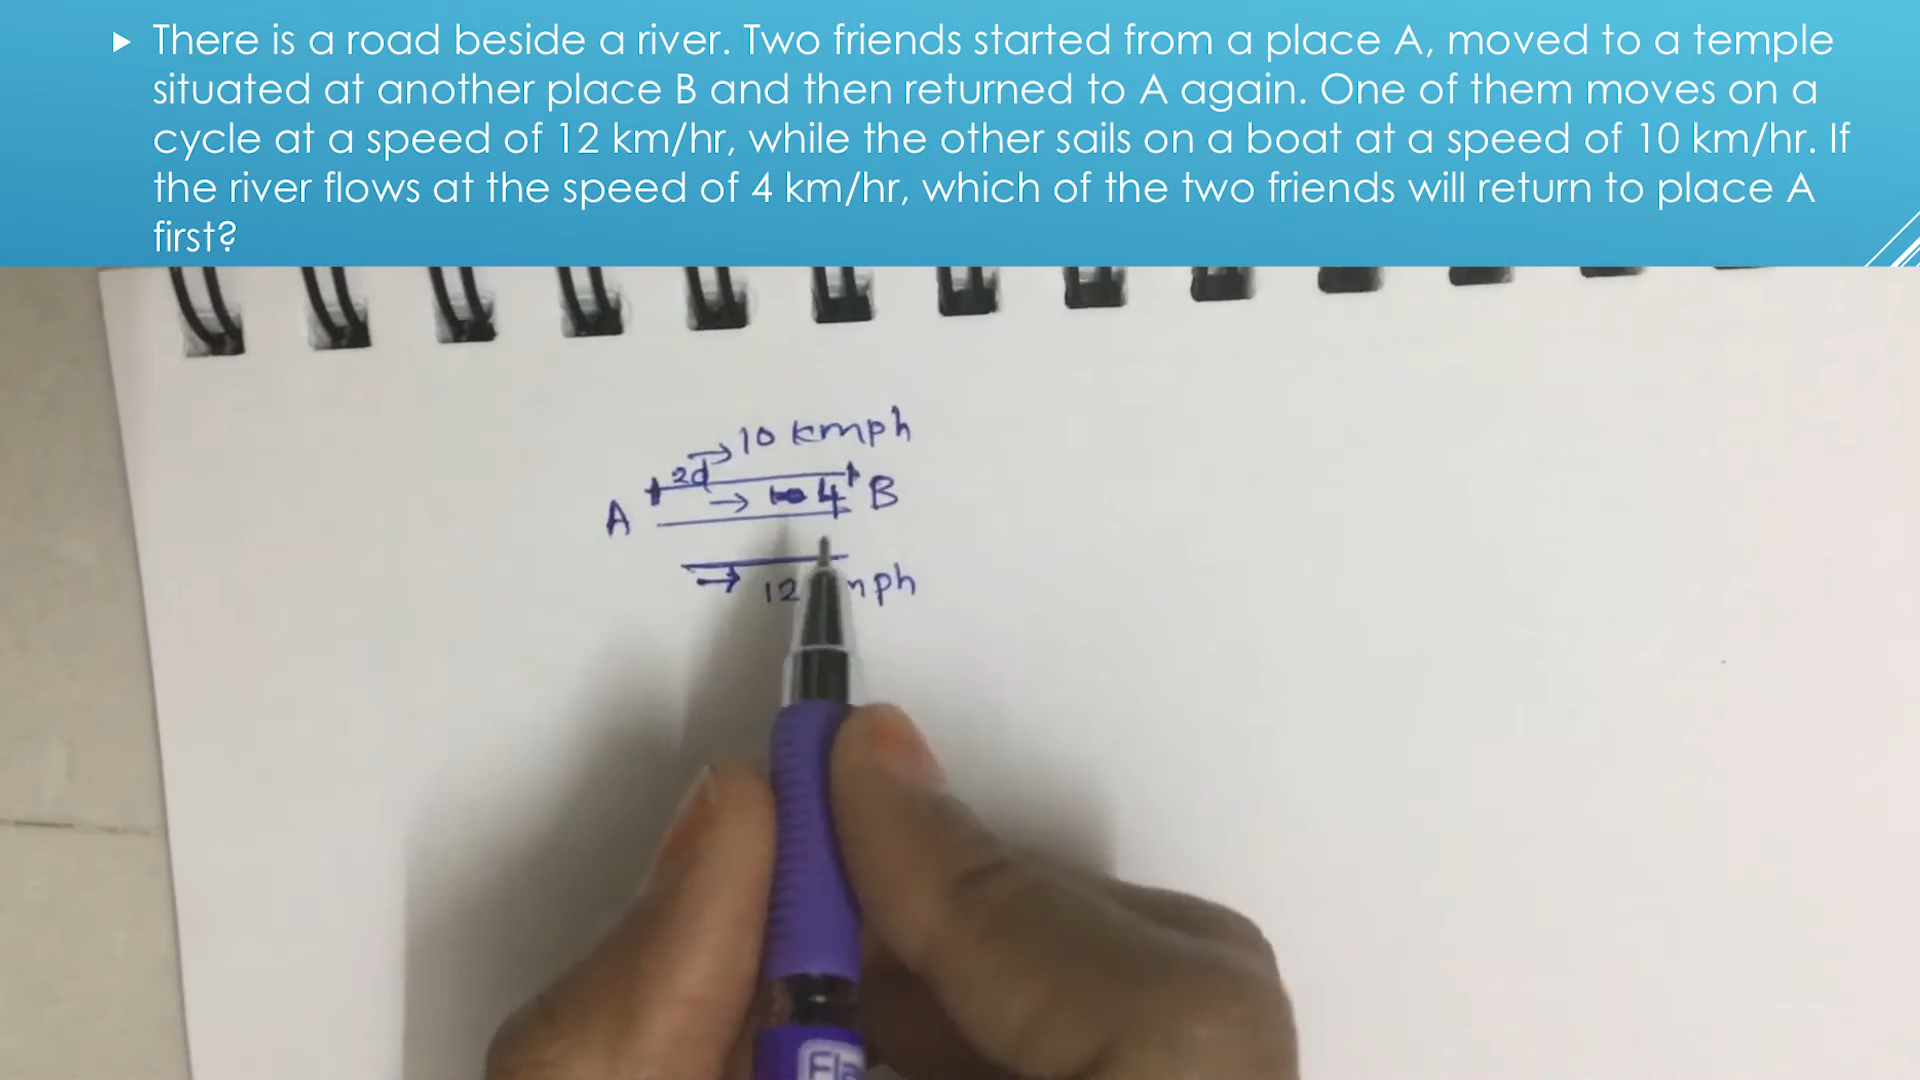 There is a road beside a river. Two friends started from a place A, moved to a temple
situated at another place B and then returned to A again. One of them moves on a
cycle at a speed of 12 km/hr, while the other sails on a boat at a speed of 10 km/hr. If
the river flows at the speed of 4 km/hr, which of the two friends will return to place A
first?
→ 10 kmph
2d
A → 4 B
→ 12 mph
Fla